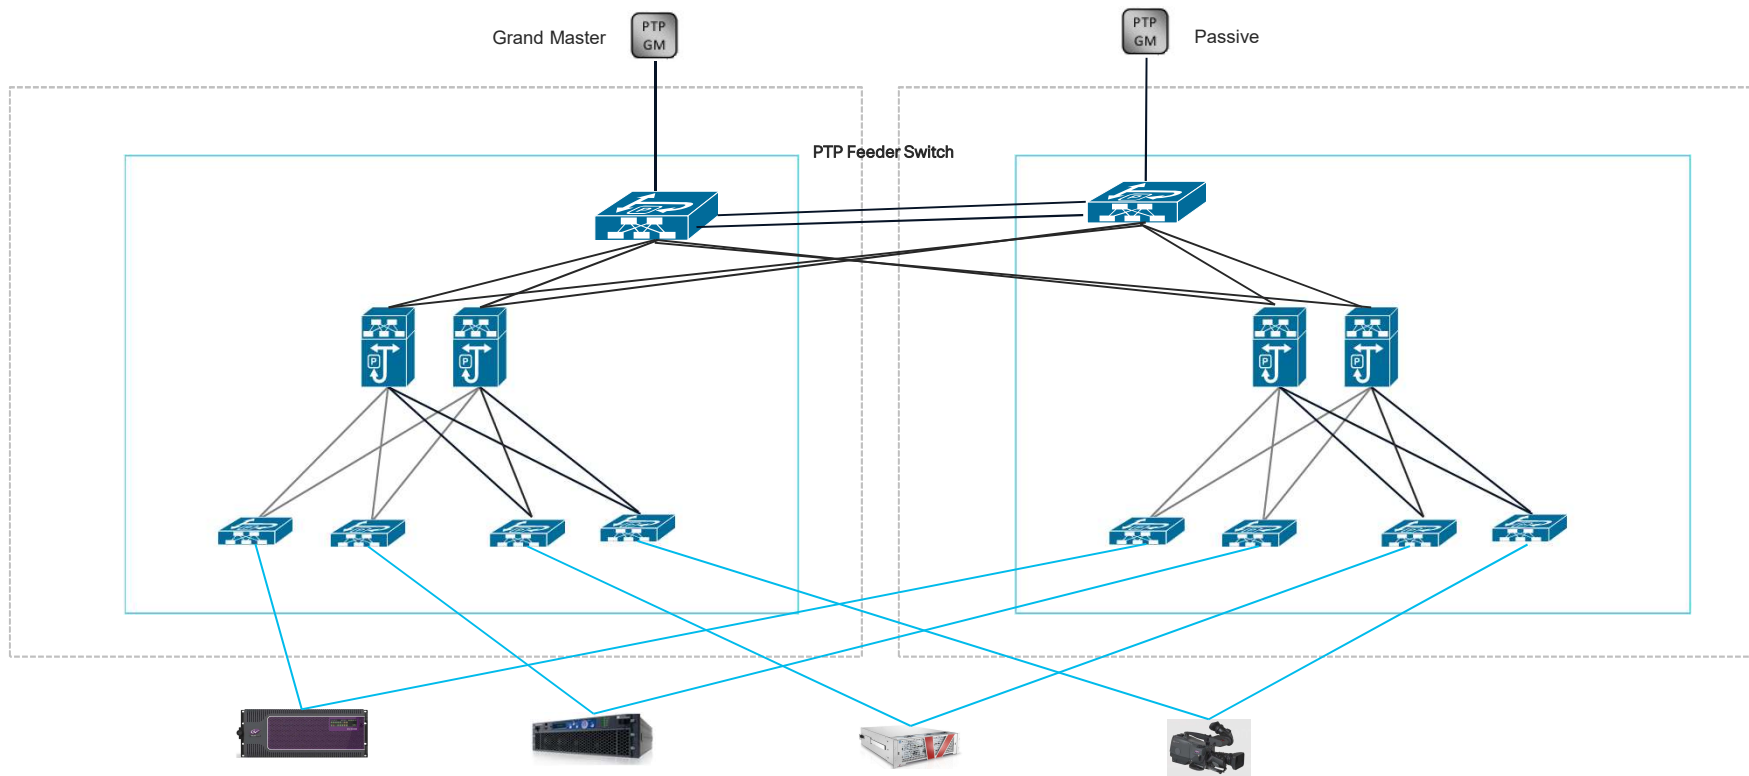 Grand Master
PTP
GM
PTP
GM
Passive
PTP Feeder Switch
P
P
P
P
P
P